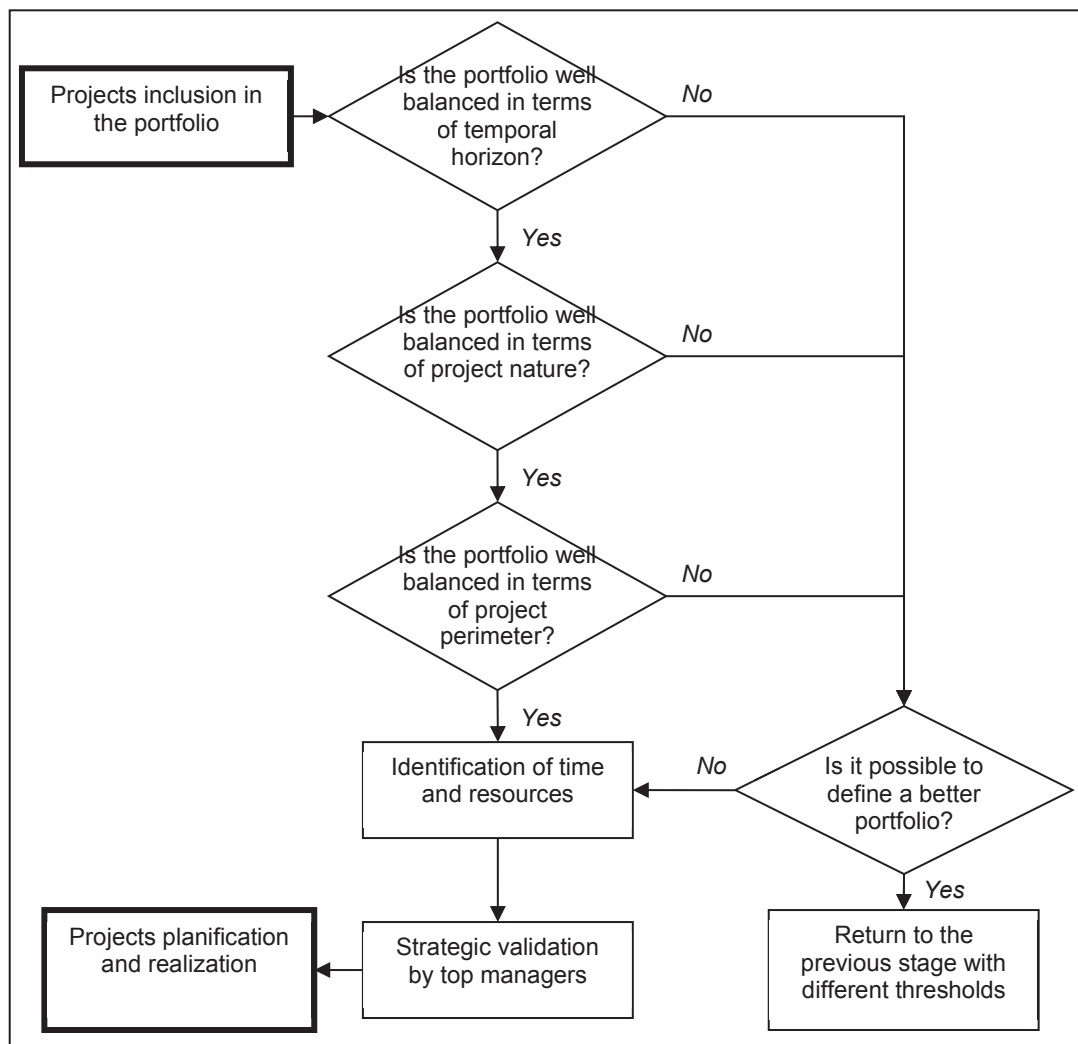 Projects inclusion in
the portfolio
Is the portfolio well
balanced in terms
of temporal
horizon?
No
Yes
Is the portfolio well
balanced in terms
of project nature?
No
Yes
Is the portfolio well
balanced in terms
of project
perimeter?
No
Yes
Identification of time
and resources
No
Is it possible to
define a better
portfolio?
Yes
Projects planification
and realization
Strategic validation
by top managers
Return to the
previous stage with
different thresholds